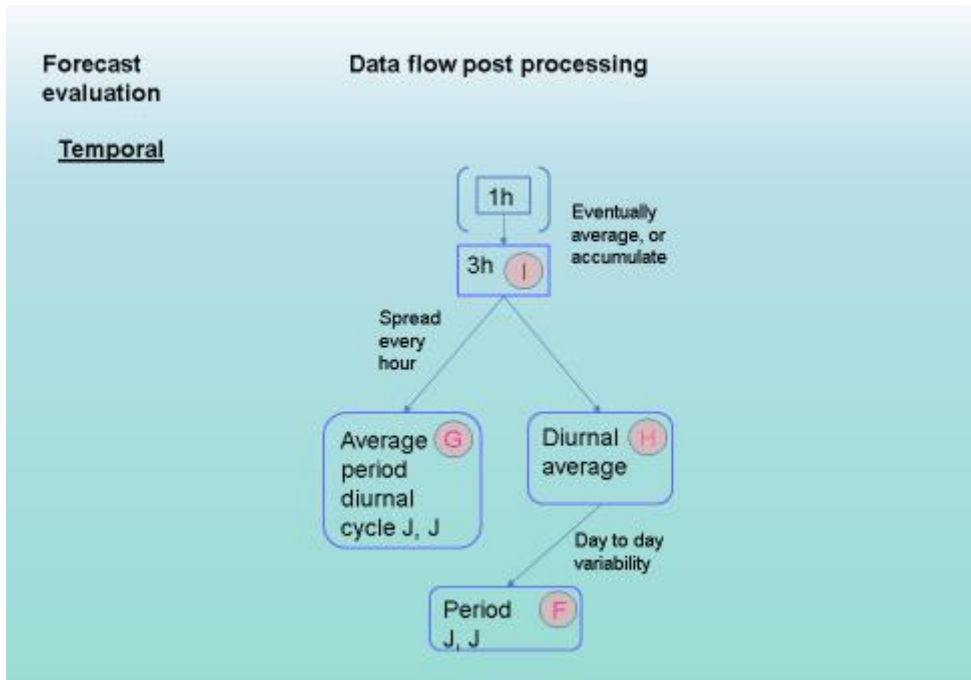 Forecast
evaluation
Data flow post processing
Temporal
1h
Eventually
average, or
accumulate
3h I
Spread
every
hour
Average G
period
diurnal
cycle J, J
Diurnal H
average
Day to day
variability
Period F
J, J